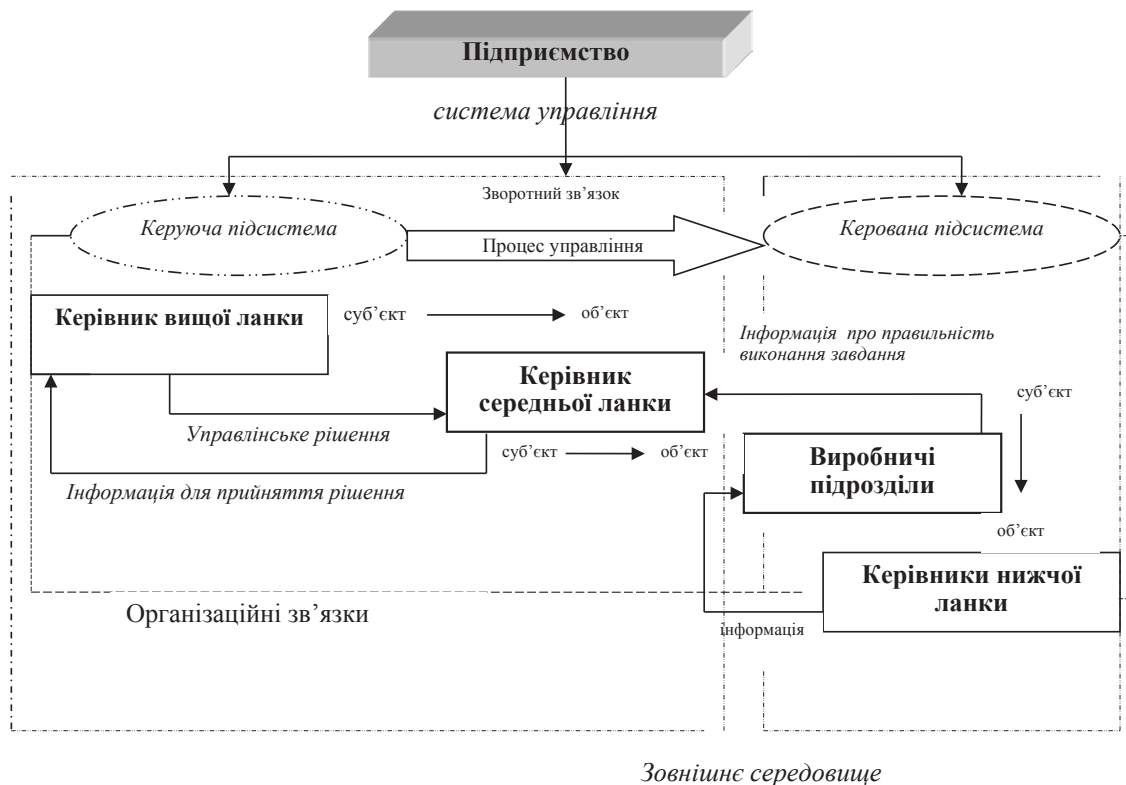 Підприємство
система управління
Зворотний зв’язок
Керуюча підсистема
Процес управління
Керована підсистема
Керівник вищої ланки
суб’єкт
об’єкт
Інформація про правильність
виконання завдання
Керівник
середньої ланки
суб’єкт
Управлінське рішення
суб’єкт
об’єкт
Виробничі
підрозділи
Інформація для прийняття рішення
об’єкт
Керівники нижчої
ланки
Організаційні зв’язки
інформація
Зовнішнє середовище